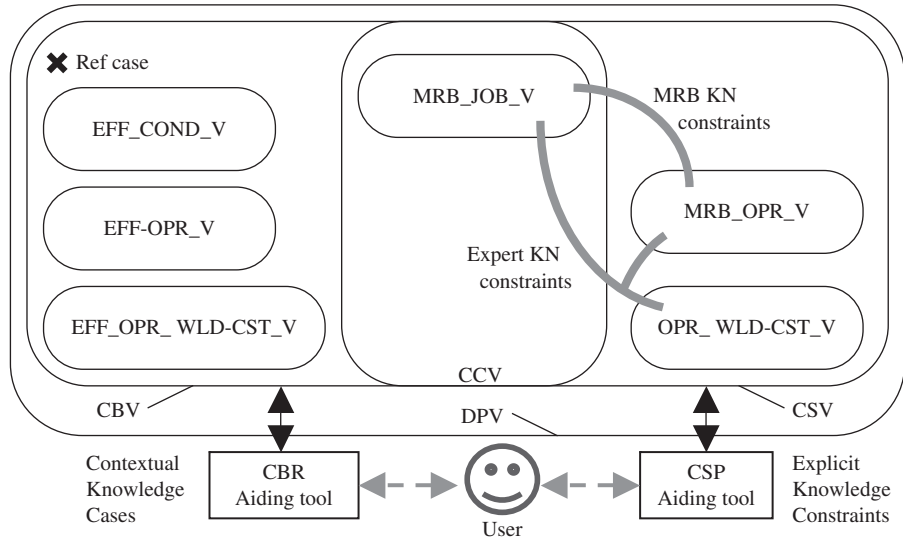 Ref case
MRB_JOB_V
MRB KN
constraints
EFF_COND_V
EFF-OPR_V
MRB_OPR_V
Expert KN
constraints
EFF_OPR_ WLD-CST_V
OPR_ WLD-CST_V
CCV
CBV
DPV
CSV
Contextual
Knowledge
Cases
CBR
Aiding tool
User
CSP
Aiding tool
Explicit
Knowledge
Constraints